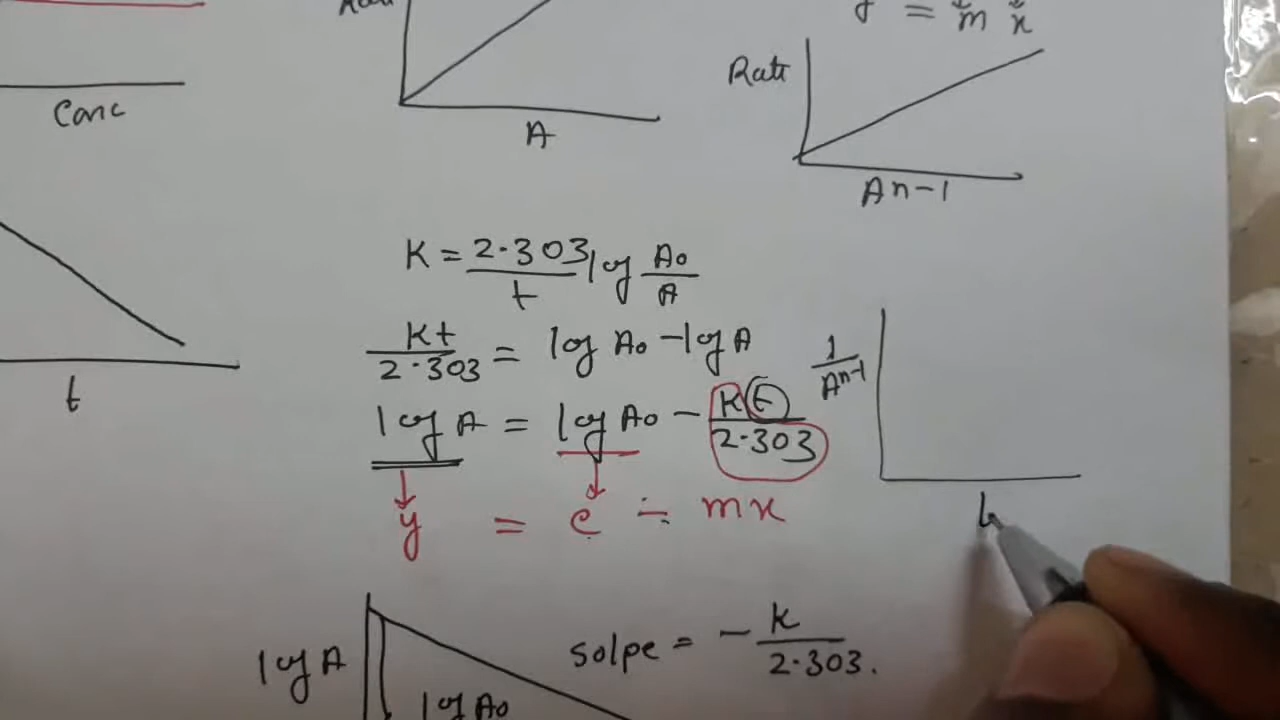 = m x
Rate
Conc
A
An-1
K = 2.303/t log A0/A
Kt/2.303 = log A0 - log A
log A = log A0 - Kt/2.303
y = c - mx
t
1/A^n-1
log A
log A0
solpe = - K/2.303.